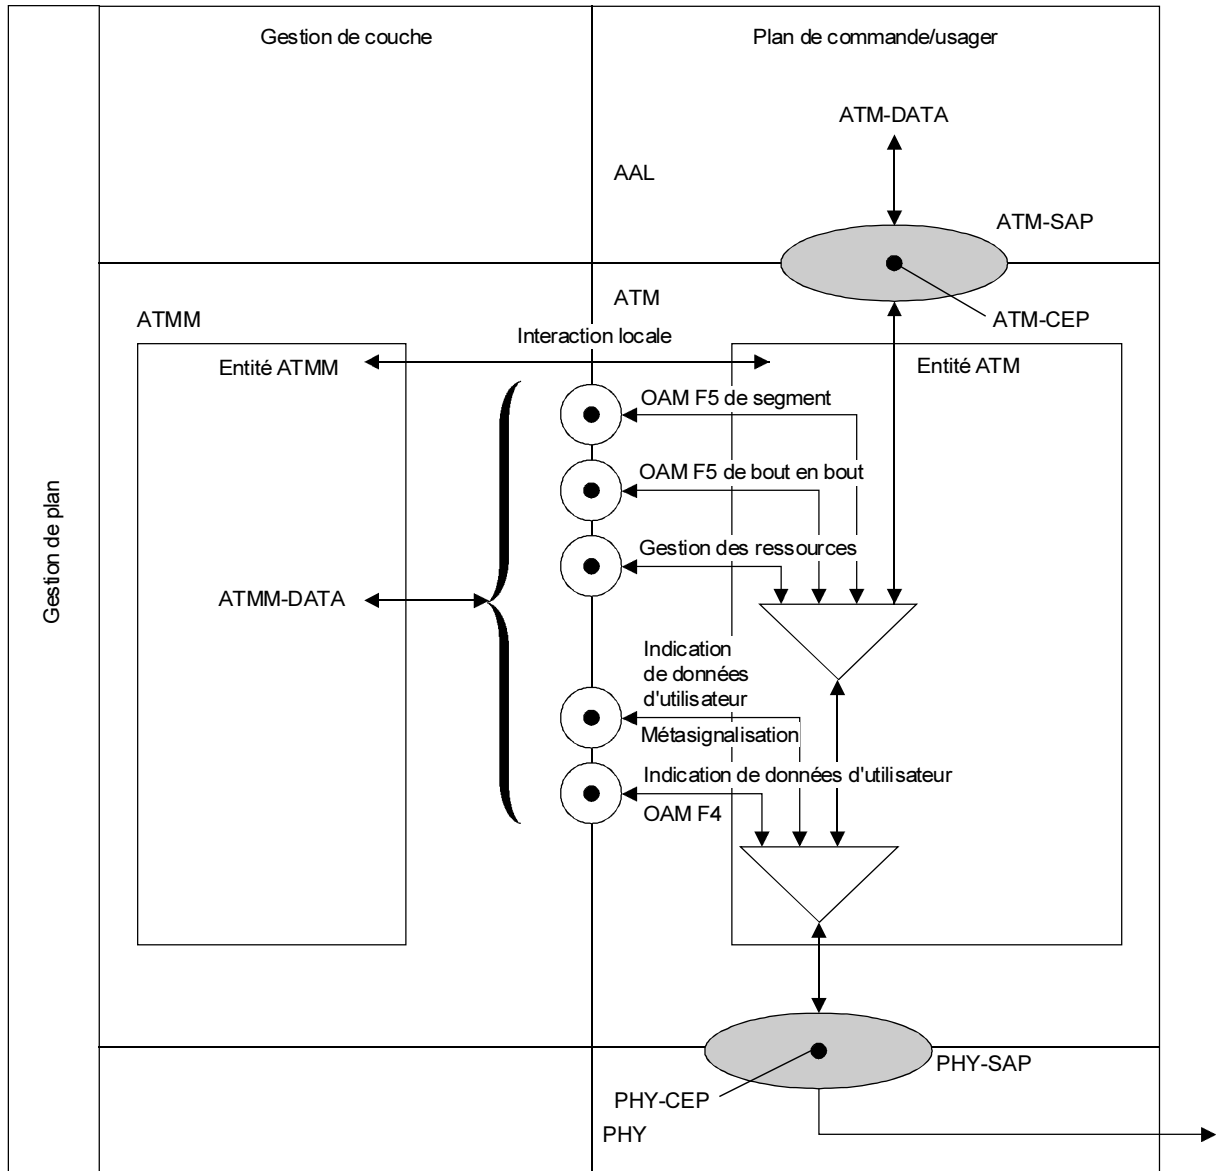 Gestion de couche
Plan de commande/usager
ATM-DATA
AAL
ATM-SAP
ATM
ATMM
ATM-CEP
Interaction locale
Entité ATMM
Entité ATM
OAM F5 de segment
OAM F5 de bout en bout
Gestion de plan
Gestion des ressources
ATMM-DATA
Indication
de données
d'utilisateur
Métasignalisation
Indication de données d'utilisateur
OAM F4
PHY-SAP
PHY-CEP
PHY